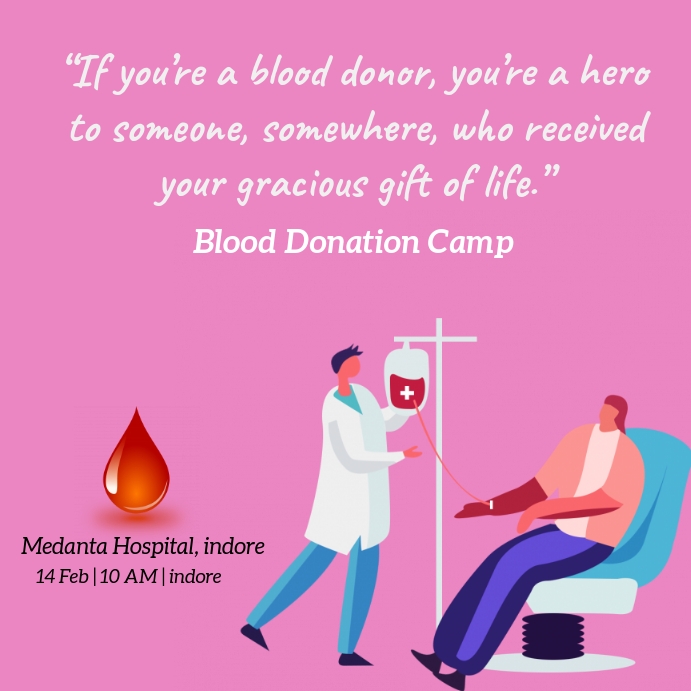 “If you’re a blood donor, you’re a hero
to someone, somewhere, who received
your gracious gift of life.”
Blood Donation Camp
Medanta Hospital, indore
14 Feb | 10 AM | indore